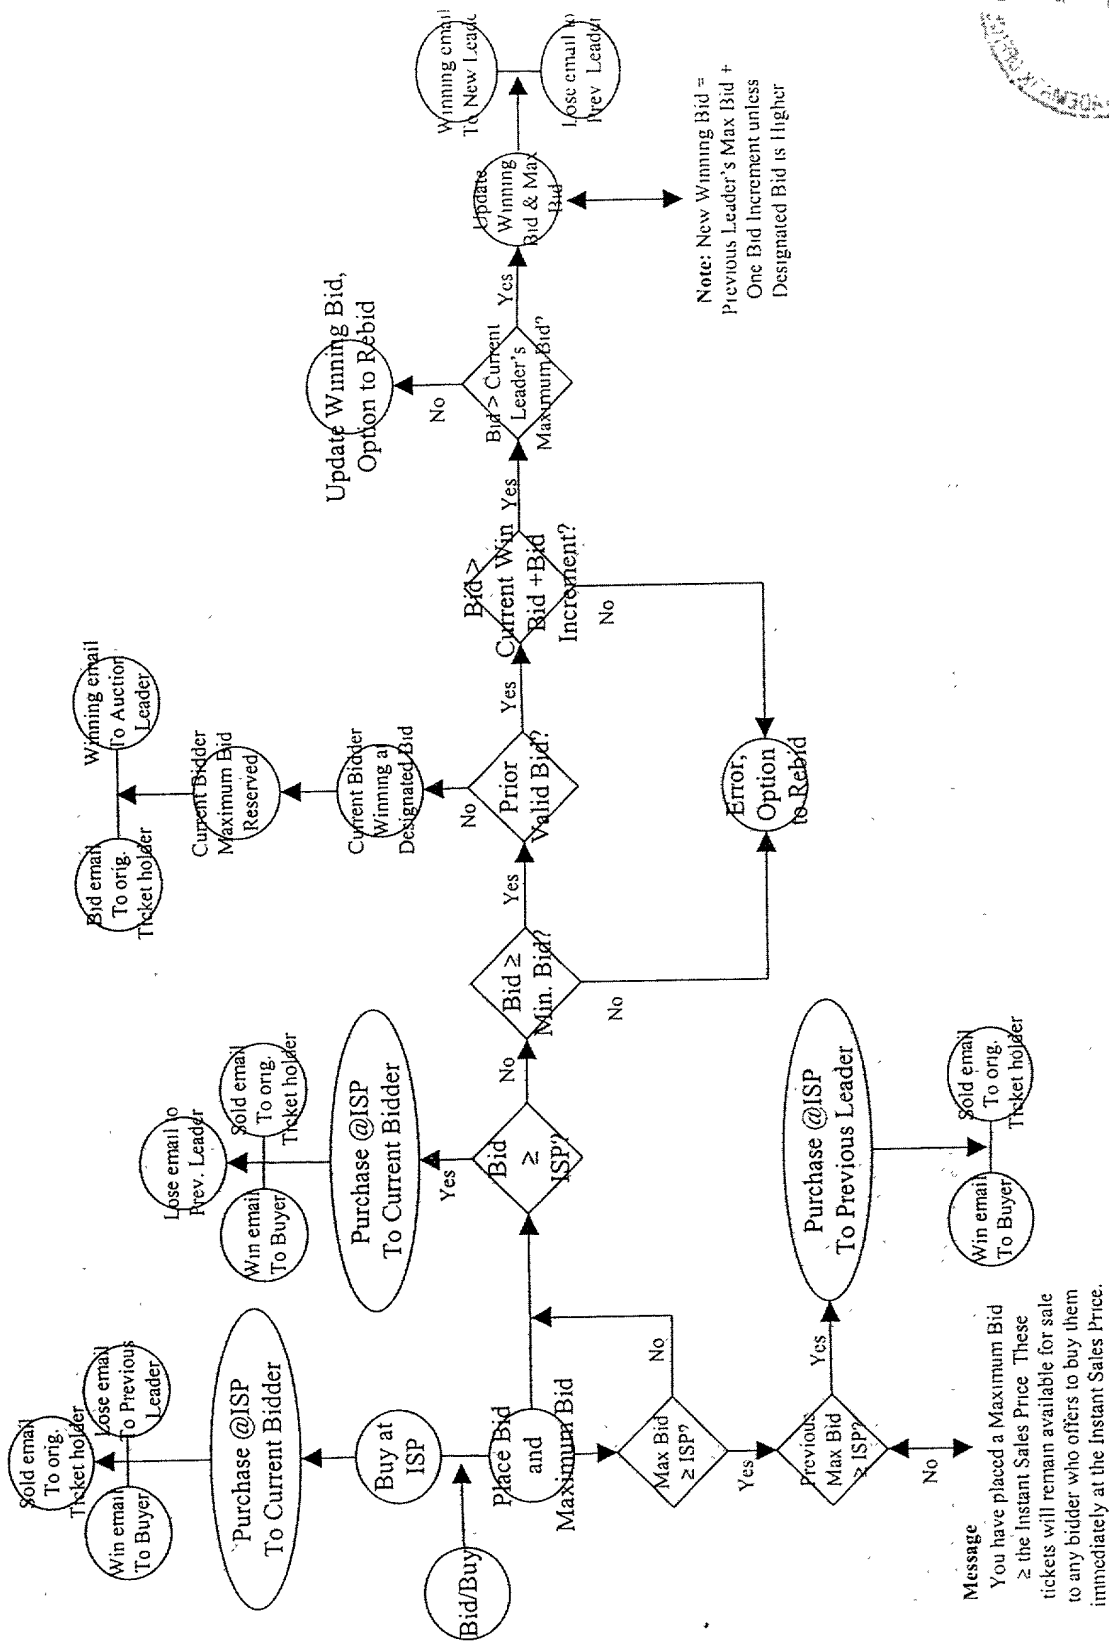 Bid/Buy
Buy at
ISP
Place Bid
and
Maximum Bid
Purchase @ISP
To Current Bidder
Win email
To Buyer
Sold email
To orig.
Ticket holder
Lose email
To Previous
Leader
Max Bid
≥ ISP?
No
Yes
Previous
Max Bid
≥ ISP?
No
Yes
Message
You have placed a Maximum Bid
≥ the Instant Sales Price These
tickets will remain available for sale
to any bidder who offers to buy them
immediately at the Instant Sales Price.
Purchase @ISP
To Previous Leader
Win email
To Buyer
Sold email
To orig.
Ticket holder
Bid
≥
ISP?
Yes
No
Purchase @ISP
To Current Bidder
Win email
To Buyer
Lose email to
Prev. Leader
Sold email
To orig.
Ticket holder
Bid ≥
Min. Bid?
No
Yes
Prior
Valid Bid?
No
Yes
Current Bidder
Winning at
Designated Bid
Current Bidder
Maximum Bid
Reserved
Bid email
To orig.
Ticket holder
Winning email
To Auction
Leader
Error,
Option
to Rebid
Bid >
Current Win
Bid +Bid
Increment?
No
Yes
Bid > Current
Leader's
Maximum Bid?
No
Yes
Update Winning Bid,
Option to Rebid
Update
Winning
Bid & Max
Bid
Winning email
To New Leade
Lose email to
Prev Leader
Note: New Winning Bid =
Previous Leader's Max Bid +
One Bid Increment unless
Designated Bid is Higher